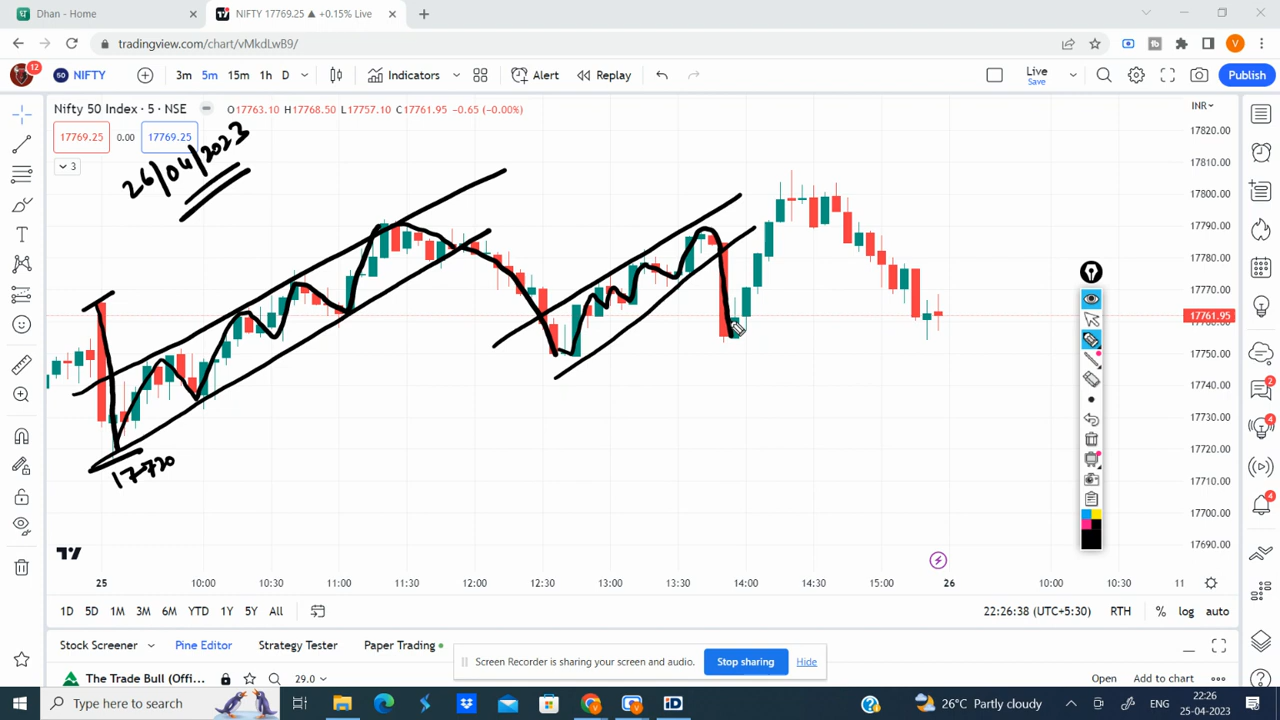 Dhan - Home
NIFTY 17769.25 ▲ +0.15% Live
tradingview.com/chart/vMkdLwB9/
12
50 NIFTY
3m 5m 15m 1h D
Indicators
Alert
Replay
Live
Save
Publish
Nifty 50 Index · 5 · NSE
O17763.10 H17768.50 L17757.10 C17761.95 -0.65 (-0.00%)
INR
17769.25 0.00 17769.25
3
26/04/2023
17720
17820.00
17810.00
17800.00
17790.00
17780.00
17770.00
17761.95
17760.00
17750.00
17740.00
17730.00
17720.00
17710.00
17700.00
17690.00
25 10:00 10:30 11:00 11:30 12:00 12:30 13:00 13:30 14:00 14:30 15:00 26 10:00 10:30 11
1D 5D 1M 3M 6M YTD 1Y 5Y All
22:26:38 (UTC+5:30) RTH % log auto
Stock Screener Pine Editor Strategy Tester Paper Trading
Screen Recorder is sharing your screen and audio. Stop sharing Hide
The Trade Bull (Offi... 29.0
Open Add to chart
2
4
4
Type here to search
26°C Partly cloudy
ENG
22:26
25-04-2023